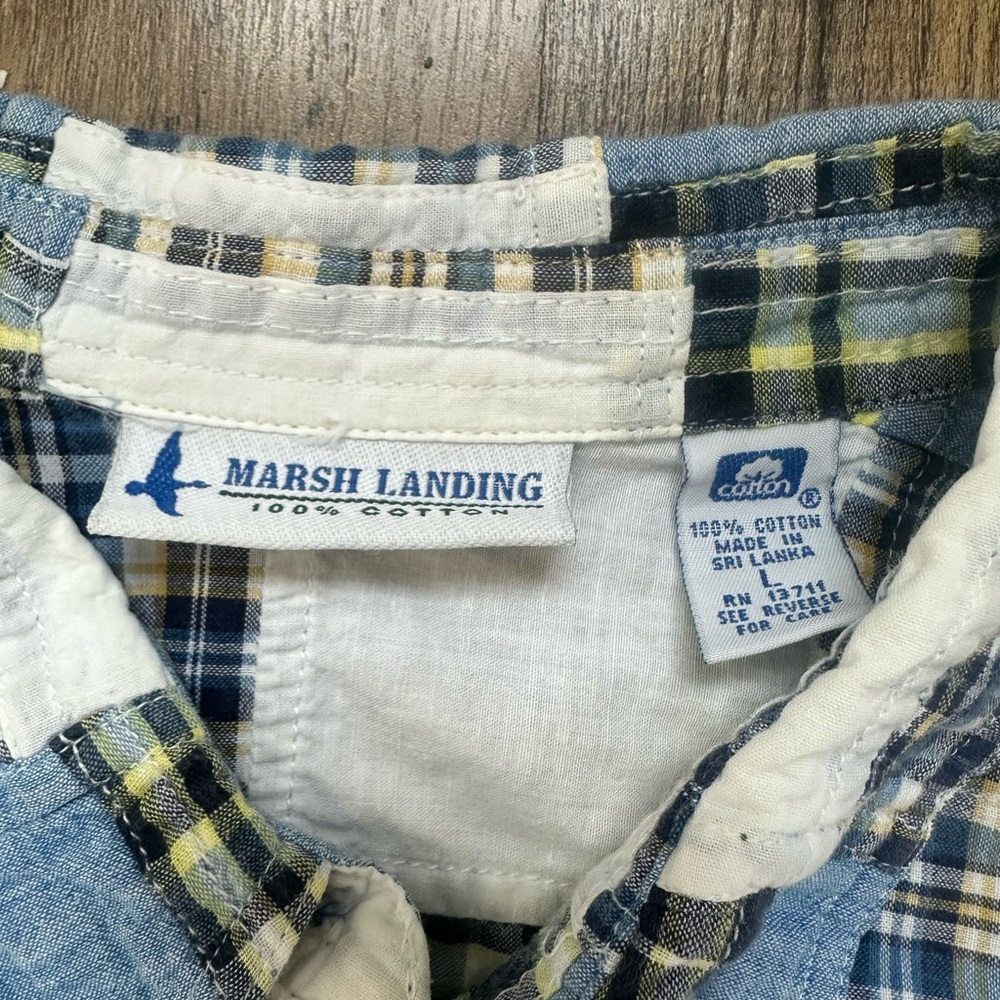 MARSH LANDING
100% COTTON
cotton
®
100% COTTON
MADE IN
SRI LANKA
L
RN 13711
SEE REVERSE
FOR CARE